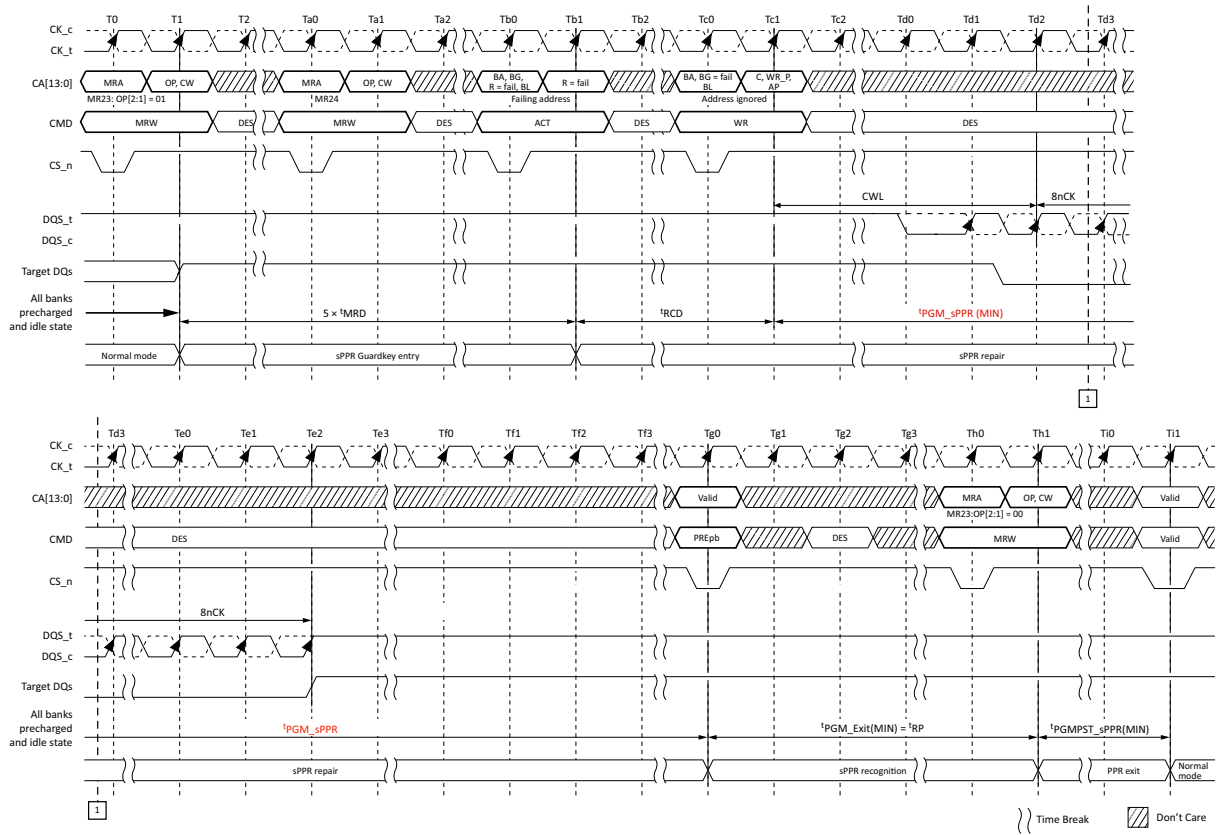 T0 T1 T2 Ta0 Ta1 Ta2 Tb0 Tb1 Tb2 Tc0 Tc1 Tc2 Td0 Td1 Td2 1 Td3
CK_c
CK_t
CA[13:0] MRA OP, CW MRA OP, CW BA, BG, R = fail, BL R = fail BA, BG = fail BL C, WR_P, AP
MR23: OP[2:1] = 01 MR24 Failing address Address ignored
CMD MRW DES MRW DES ACT DES WR DES
CS_n
CWL 8nCK
DQS_t
DQS_c
Target DQs
All banks
precharged
and idle state
5 × tMRD tRCD tPGM_sPPR (MIN)
Normal mode sPPR Guardkey entry sPPR repair
1
1
Td3 Te0 Te1 Te2 Te3 Tf0 Tf1 Tf2 Tf3 Tg0 Tg1 Tg2 Tg3 Th0 Th1 Ti0 Ti1
CK_c
CK_t
CA[13:0] Valid MRA OP, CW Valid
MR23:OP[2:1] = 00
CMD DES PREpb DES MRW Valid
CS_n
8nCK
DQS_t
DQS_c
Target DQs
All banks
precharged
and idle state
tPGM_sPPR tPGM_Exit(MIN) = tRP tPGMPST_sPPR(MIN)
sPPR repair sPPR recognition PPR exit Normal mode
1
Time Break Don't Care